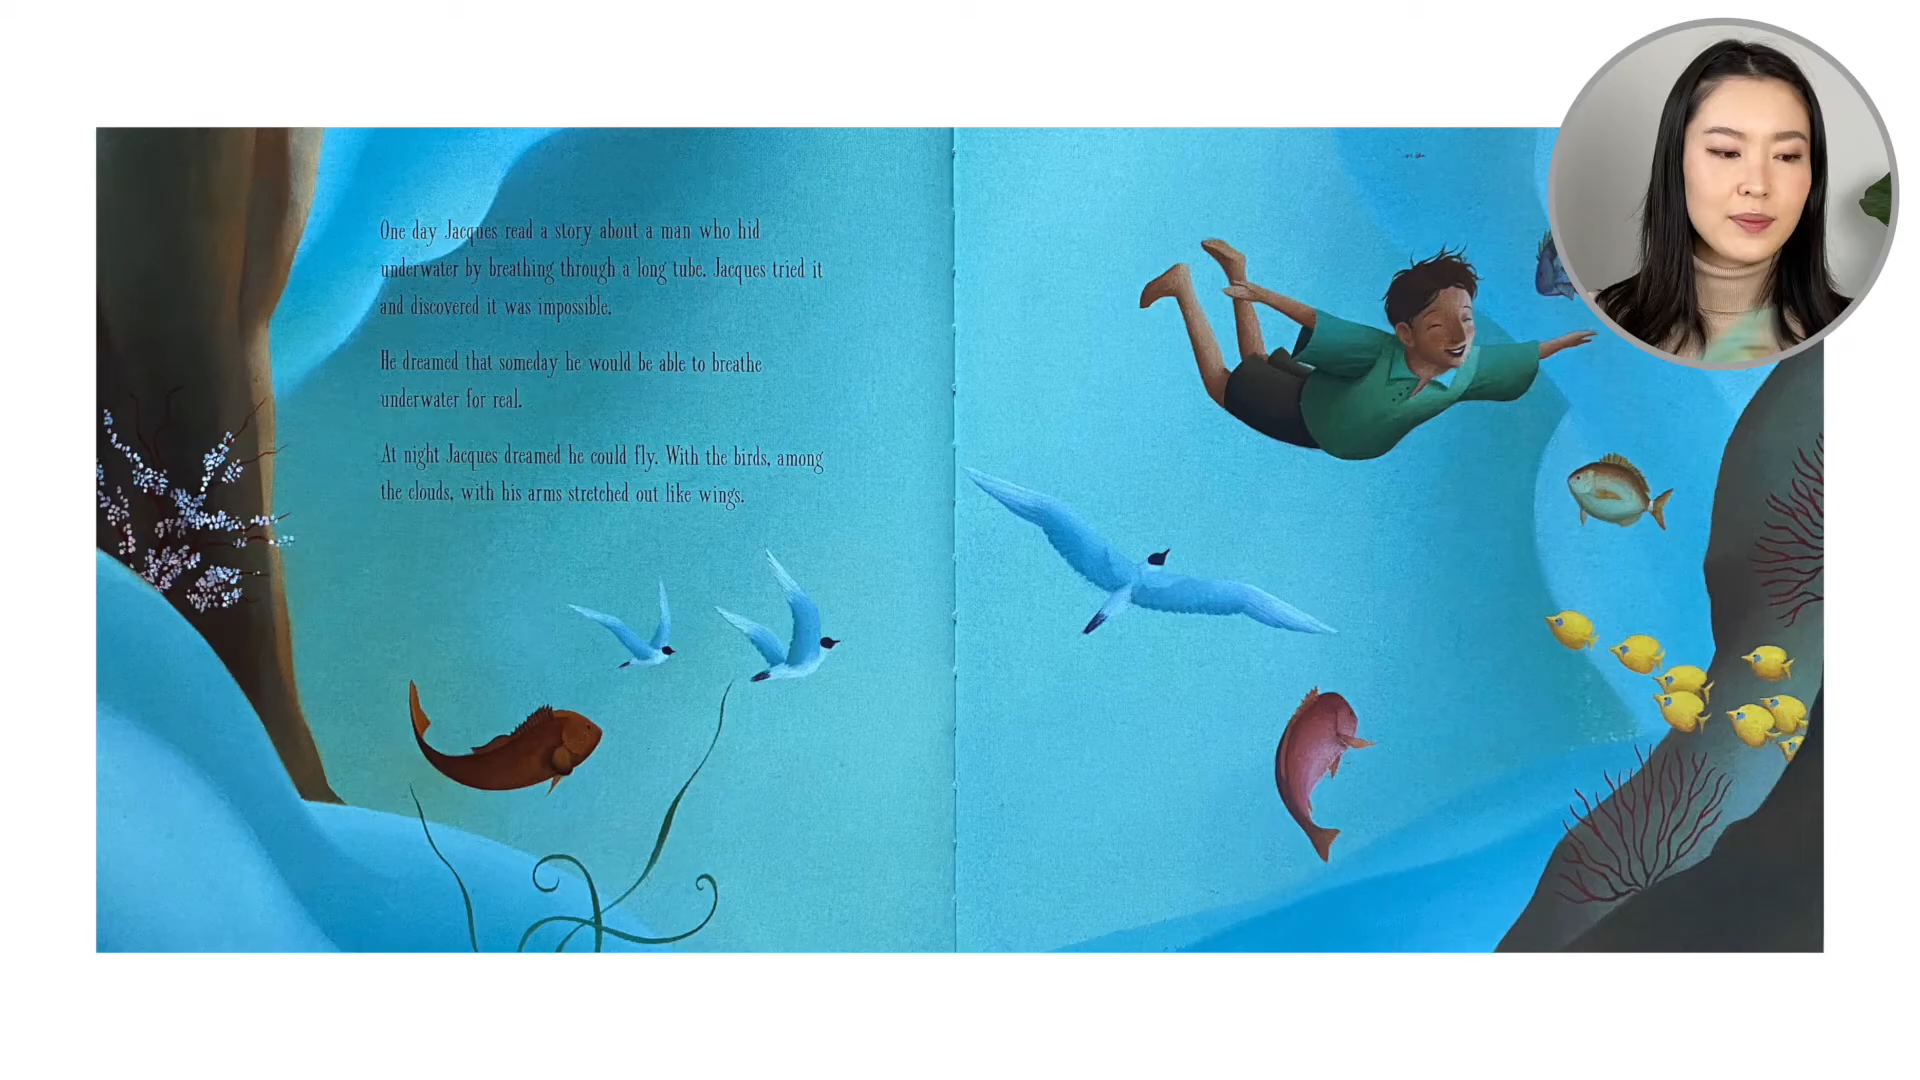 One day Jacques read a story about a man who hid
underwater by breathing through a long tube. Jacques tried it
and discovered it was impossible.
He dreamed that someday he would be able to breathe
underwater for real.
At night Jacques dreamed he could fly. With the birds, among
the clouds, with his arms stretched out like wings.